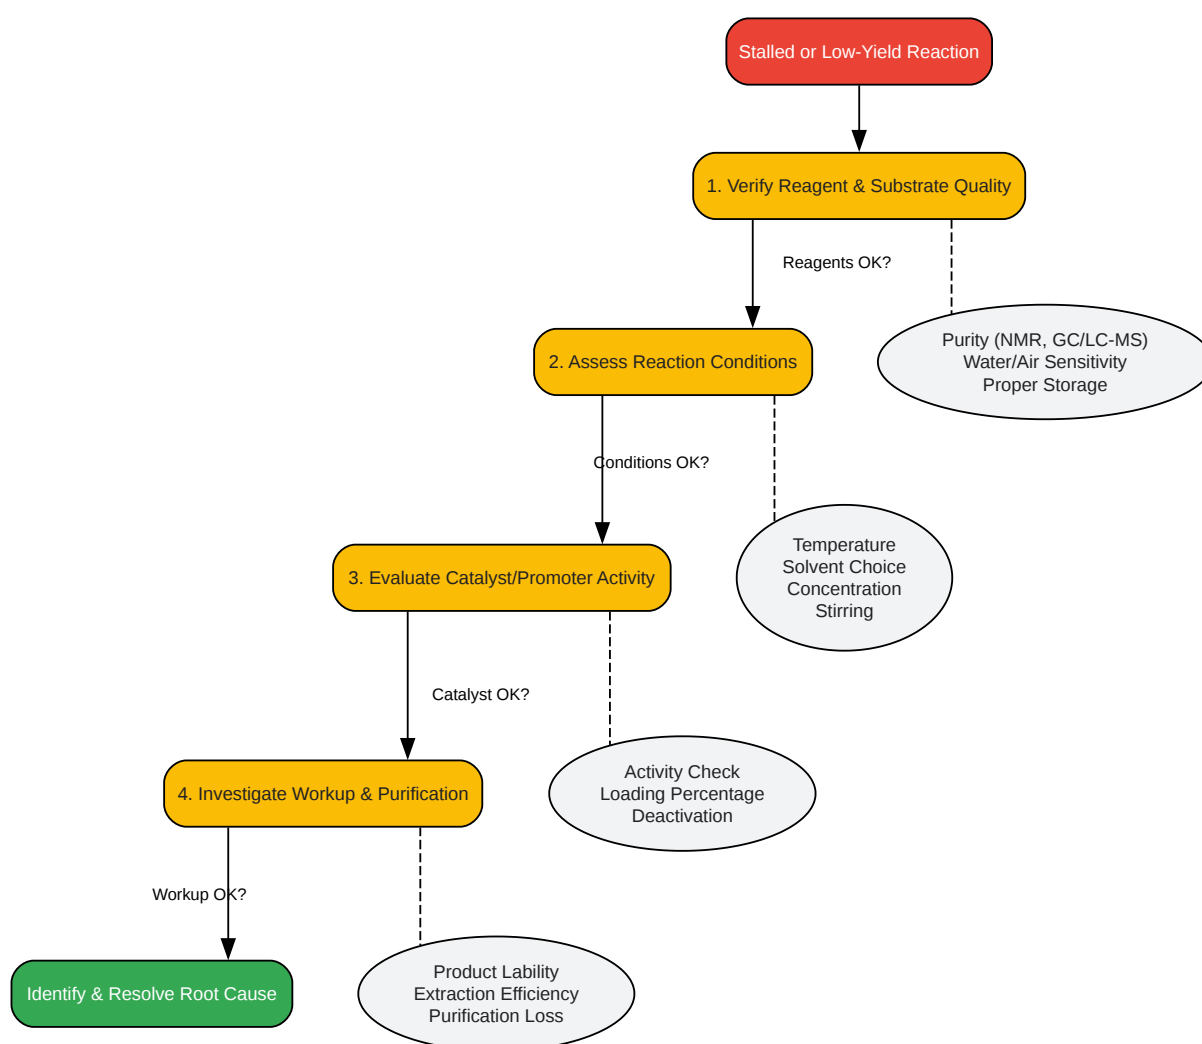 Stalled or Low-Yield Reaction
1. Verify Reagent & Substrate Quality
Reagents OK?
Purity (NMR, GC/LC-MS)
Water/Air Sensitivity
Proper Storage
2. Assess Reaction Conditions
Conditions OK?
Temperature
Solvent Choice
Concentration
Stirring
3. Evaluate Catalyst/Promoter Activity
Catalyst OK?
Activity Check
Loading Percentage
Deactivation
4. Investigate Workup & Purification
Workup OK?
Product Lability
Extraction Efficiency
Purification Loss
Identify & Resolve Root Cause